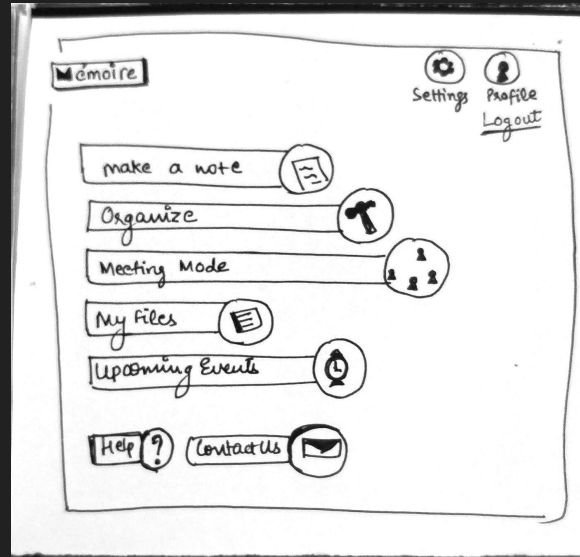 Mémoire
Settings Profile
Logout
make a note
Organize
Meeting Mode
My files
Upcoming Events
Help ? Contact Us